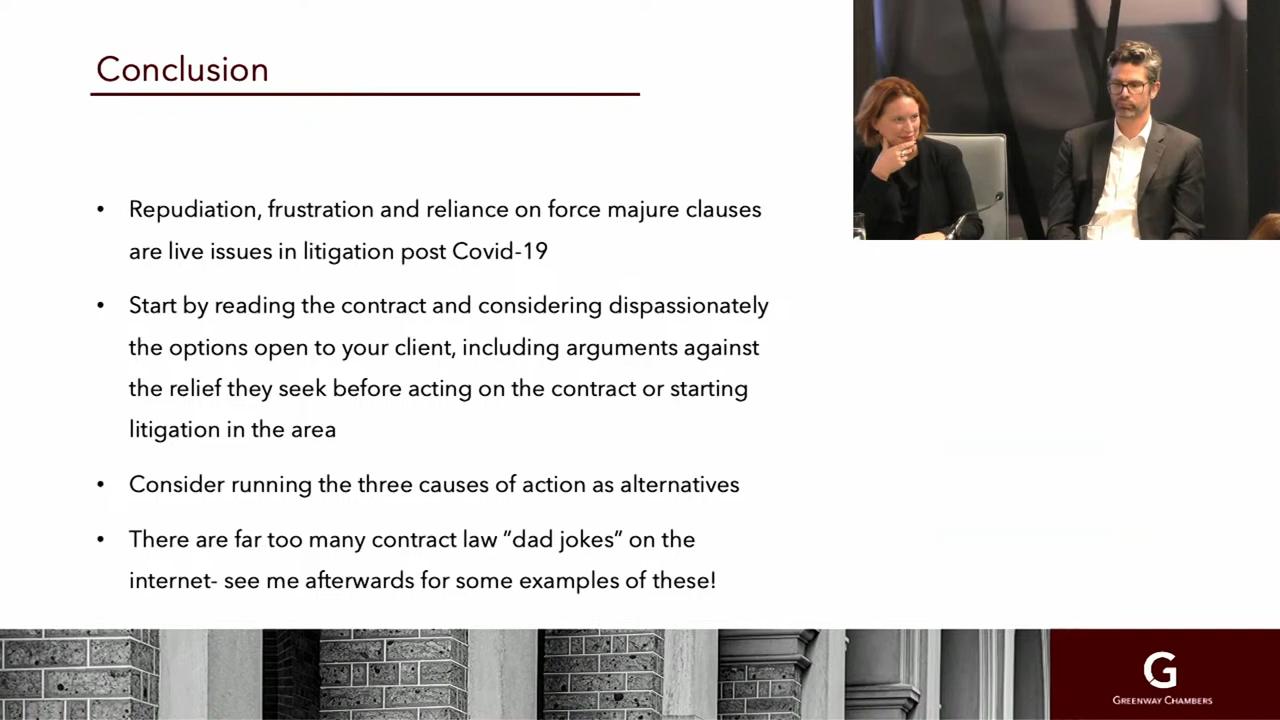 Conclusion
• Repudiation, frustration and reliance on force majure clauses
are live issues in litigation post Covid-19
• Start by reading the contract and considering dispassionately
the options open to your client, including arguments against
the relief they seek before acting on the contract or starting
litigation in the area
• Consider running the three causes of action as alternatives
• There are far too many contract law “dad jokes” on the
internet- see me afterwards for some examples of these!
G
GREENWAY CHAMBERS